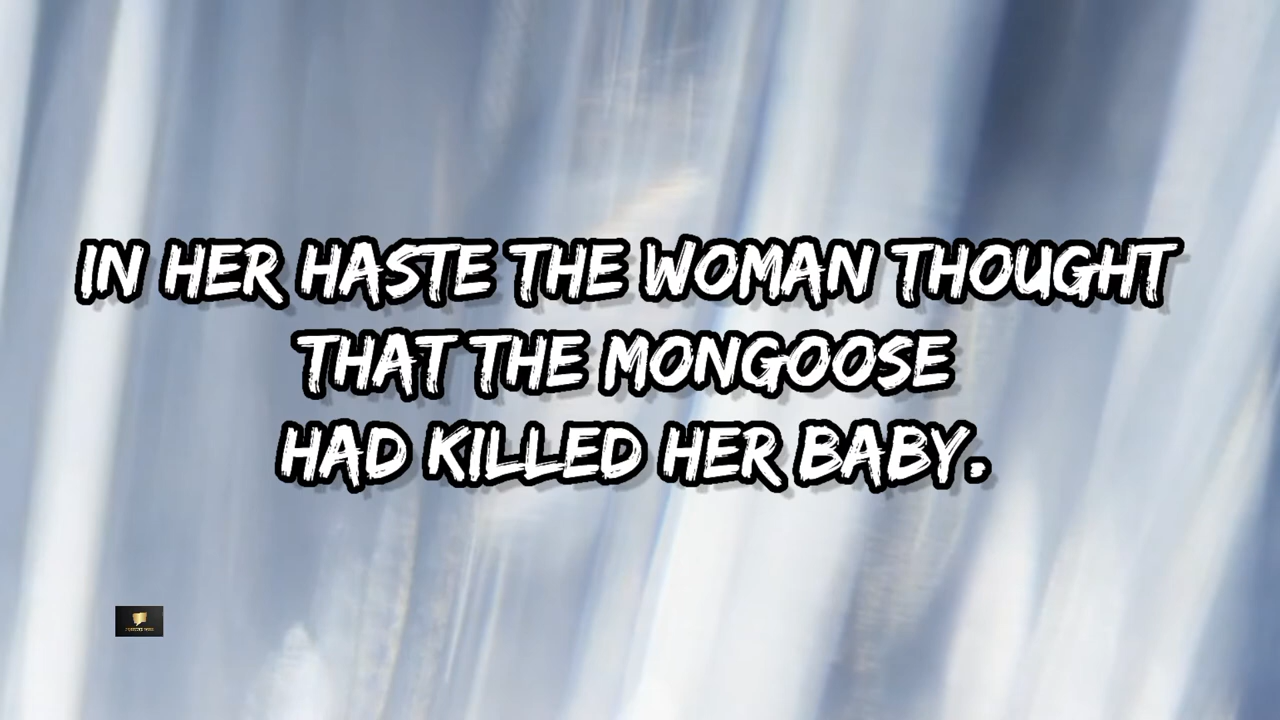 IN HER HASTE THE WOMAN THOUGHT
THAT THE MONGOOSE
HAD KILLED HER BABY.